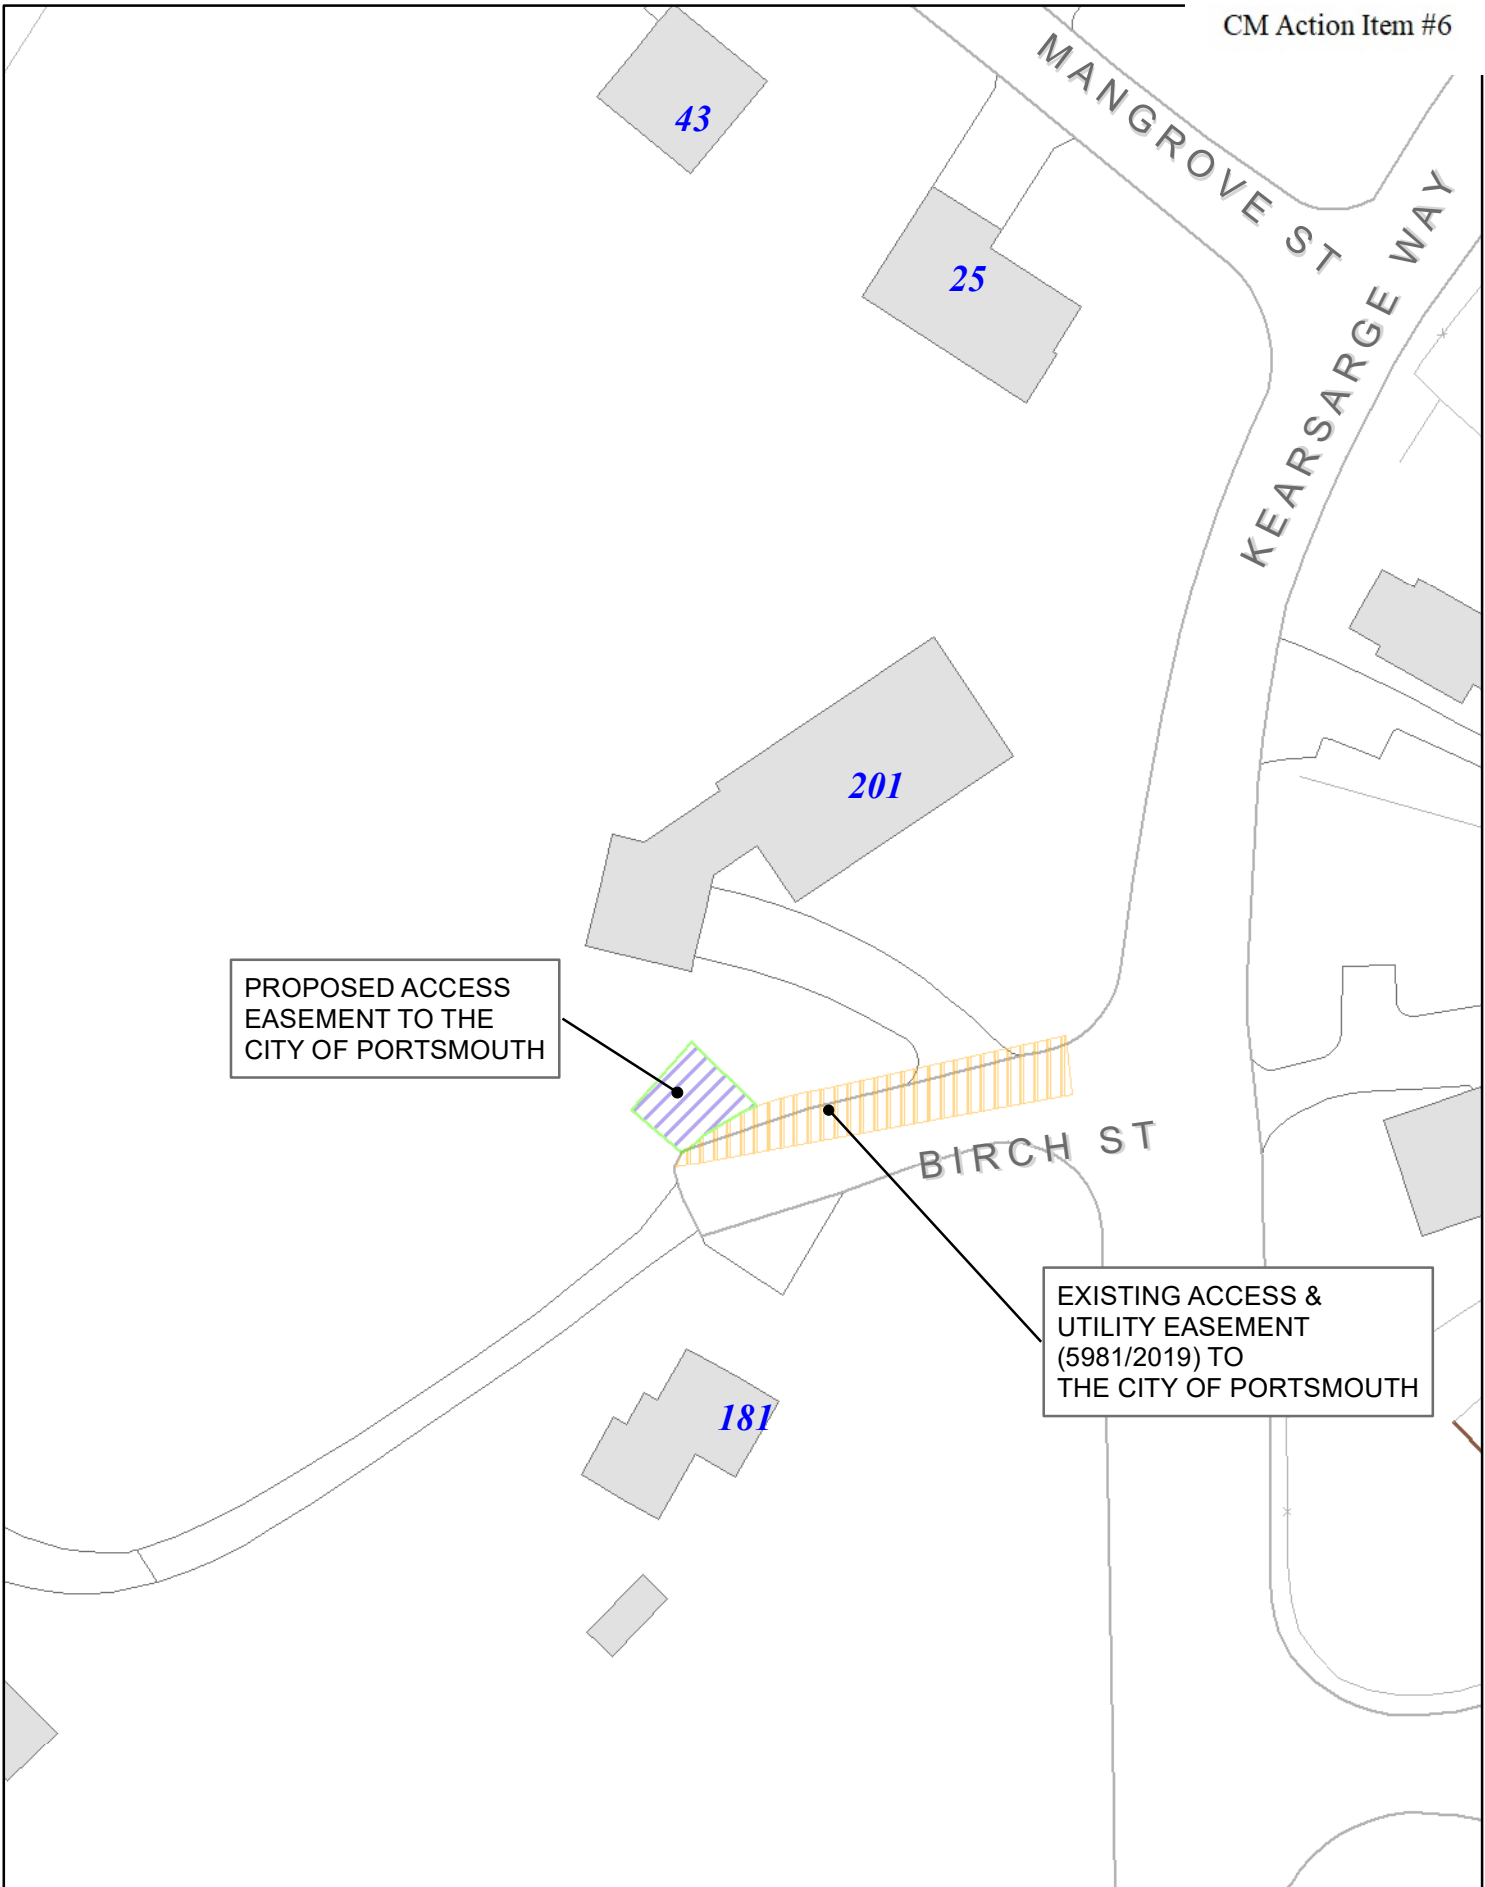 CM Action Item #6
MANGROVE ST
43
25
KEARSARGE WAY
201
PROPOSED ACCESS
EASEMENT TO THE
CITY OF PORTSMOUTH
BIRCH ST
EXISTING ACCESS &
UTILITY EASEMENT
(5981/2019) TO
THE CITY OF PORTSMOUTH
181